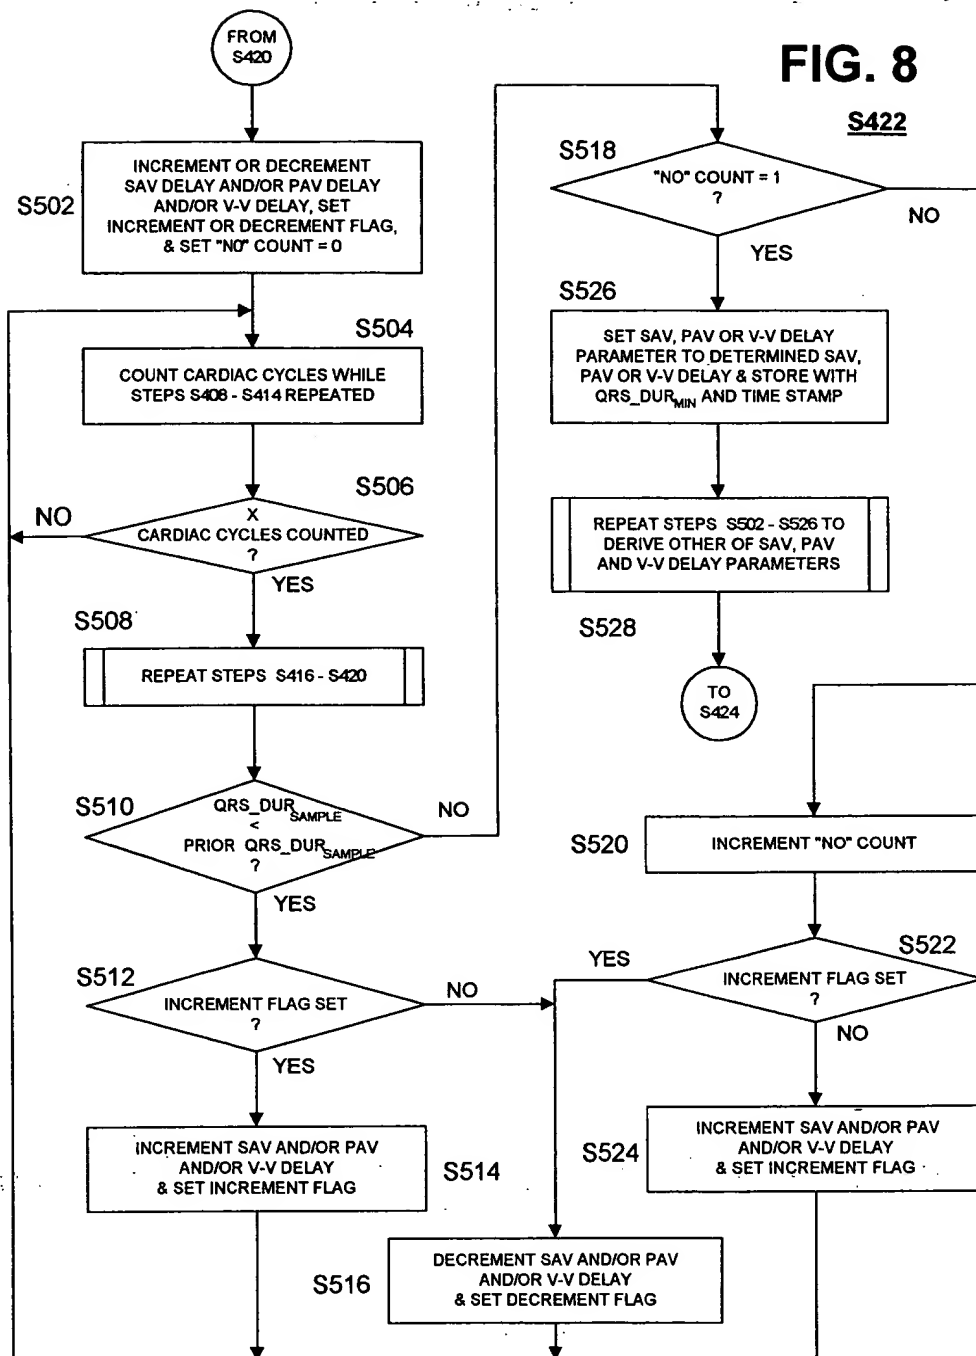 FIG. 8
S422
FROM
S420
S502
INCREMENT OR DECREMENT
SAV DELAY AND/OR PAV DELAY
AND/OR V-V DELAY, SET
INCREMENT OR DECREMENT FLAG,
& SET "NO" COUNT = 0
S504
COUNT CARDIAC CYCLES WHILE
STEPS S408 - S414 REPEATED
S506
X
CARDIAC CYCLES COUNTED
?
NO
YES
S508
REPEAT STEPS S416 - S420
S510
QRS_DUR SAMPLE
<
PRIOR QRS_DUR SAMPLE
?
NO
YES
S512
INCREMENT FLAG SET
?
NO
YES
INCREMENT SAV AND/OR PAV
AND/OR V-V DELAY
& SET INCREMENT FLAG
S514
S516
DECREMENT SAV AND/OR PAV
AND/OR V-V DELAY
& SET DECREMENT FLAG
S518
"NO" COUNT = 1
?
NO
YES
S526
SET SAV, PAV OR V-V DELAY
PARAMETER TO DETERMINED SAV,
PAV OR V-V DELAY & STORE WITH
QRS_DUR MIN AND TIME STAMP
REPEAT STEPS S502 - S526 TO
DERIVE OTHER OF SAV, PAV
AND V-V DELAY PARAMETERS
S528
TO
S424
S520
INCREMENT "NO" COUNT
S522
YES
INCREMENT FLAG SET
?
NO
S524
INCREMENT SAV AND/OR PAV
AND/OR V-V DELAY
& SET INCREMENT FLAG